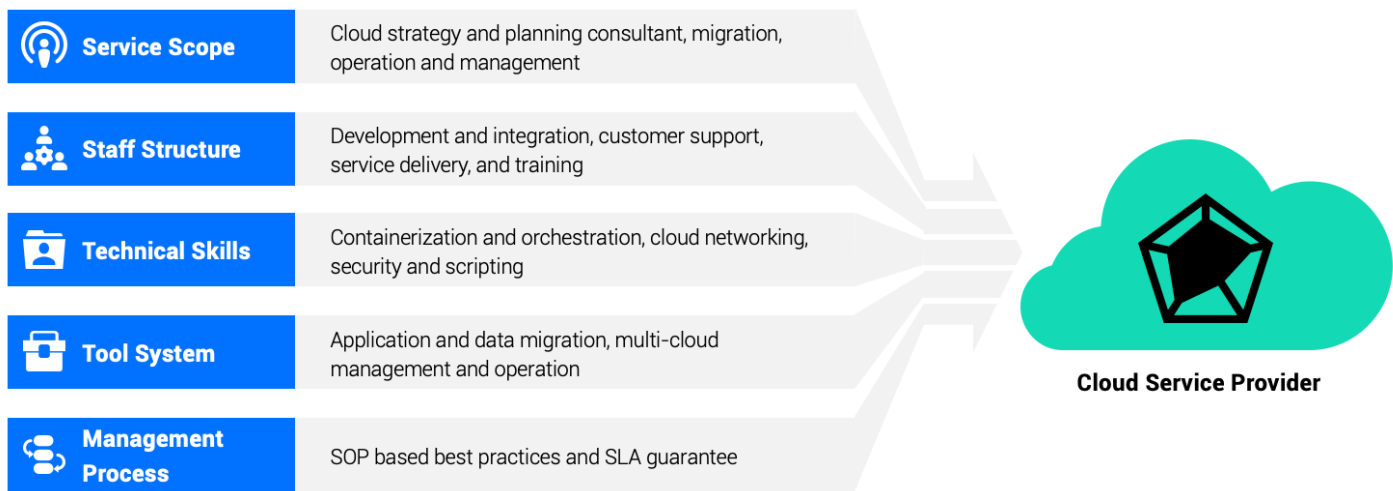 Service Scope
Cloud strategy and planning consultant, migration,
operation and management
Staff Structure
Development and integration, customer support,
service delivery, and training
Technical Skills
Containerization and orchestration, cloud networking,
security and scripting
Tool System
Application and data migration, multi-cloud
management and operation
Management
Process
SOP based best practices and SLA guarantee
Cloud Service Provider